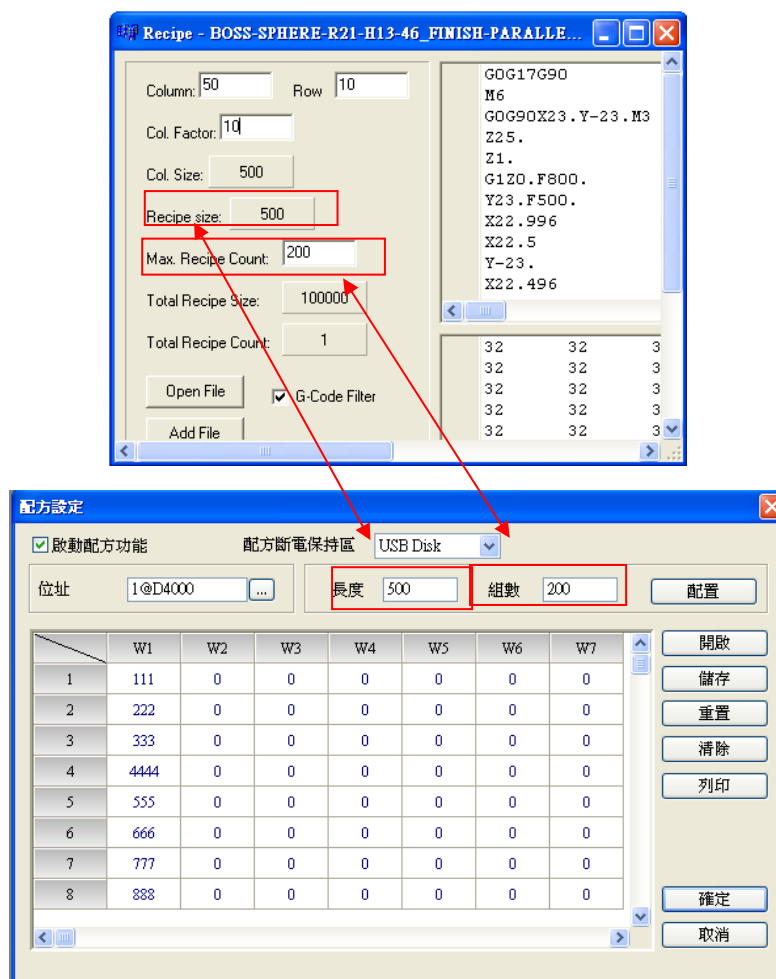 Recipe - BOSS-SPHERE-R21-H13-46_FINISH-PARALLE...
Column: 50 Row 10
Col. Factor: 10
Col. Size: 500
Recipe size: 500
Max. Recipe Count: 200
Total Recipe Size: 100000
Total Recipe Count: 1
Open File G-Code Filter
Add File
G0G17G90
M6
G0G90X23.Y-23.M3
Z25.
Z1.
G1Z0.F800.
Y23.F500.
X22.996
X22.5
Y-23.
X22.496
32 32 3
32 32 3
32 32 3
32 32 3
32 32 3
配方設定
啟動配方功能 配方斷電保持區 USB Disk
位址 1@D4000 ... 長度 500 組數 200 配置
W1 W2 W3 W4 W5 W6 W7
1 111 0 0 0 0 0 0
2 222 0 0 0 0 0 0
3 333 0 0 0 0 0 0
4 4444 0 0 0 0 0 0
5 555 0 0 0 0 0 0
6 666 0 0 0 0 0 0
7 777 0 0 0 0 0 0
8 888 0 0 0 0 0 0
開啟
儲存
重置
清除
列印
確定
取消